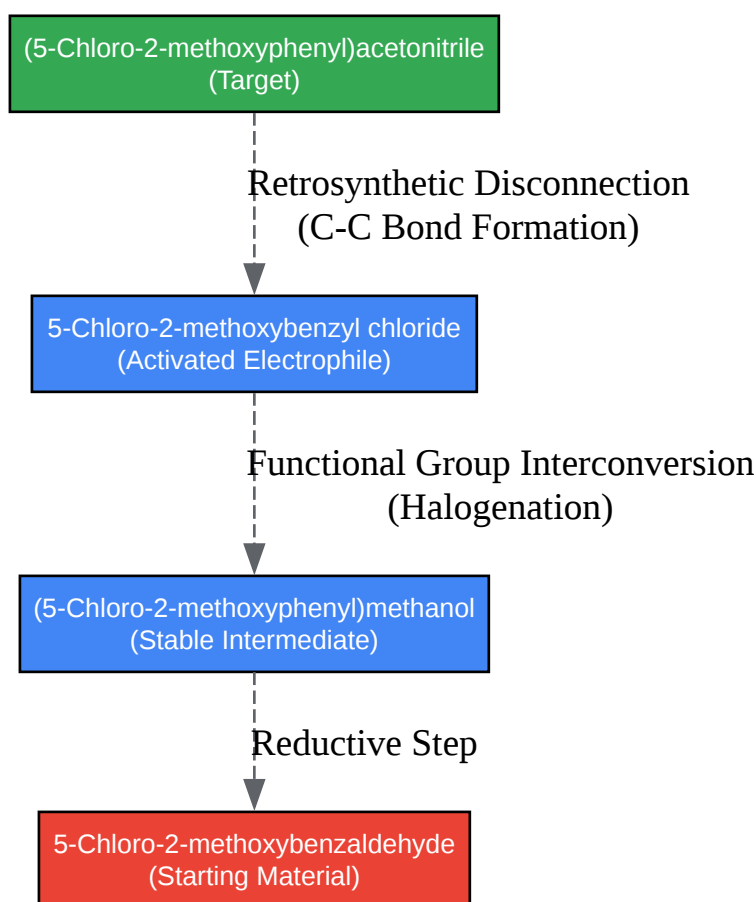 (5-Chloro-2-methoxyphenyl)acetonitrile
(Target)
Retrosynthetic Disconnection
(C-C Bond Formation)
5-Chloro-2-methoxybenzyl chloride
(Activated Electrophile)
Functional Group Interconversion
(Halogenation)
(5-Chloro-2-methoxyphenyl)methanol
(Stable Intermediate)
Reductive Step
5-Chloro-2-methoxybenzaldehyde
(Starting Material)